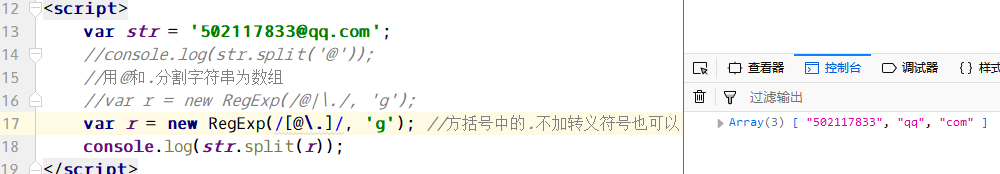 12 <script>
13 var str = '502117833@qq.com';
14 //console.log(str.split('@'));
15 //用@和.分割字符串为数组
16 //var r = new RegExp(/@|\./, 'g');
17 var r = new RegExp(/[@\.]/, 'g'); //方括号中的.不加转义符号也可以
18 console.log(str.split(r));
19 </script>
查看器 控制台 调试器 {} 样式
过滤输出
Array(3) [ "502117833", "qq", "com" ]